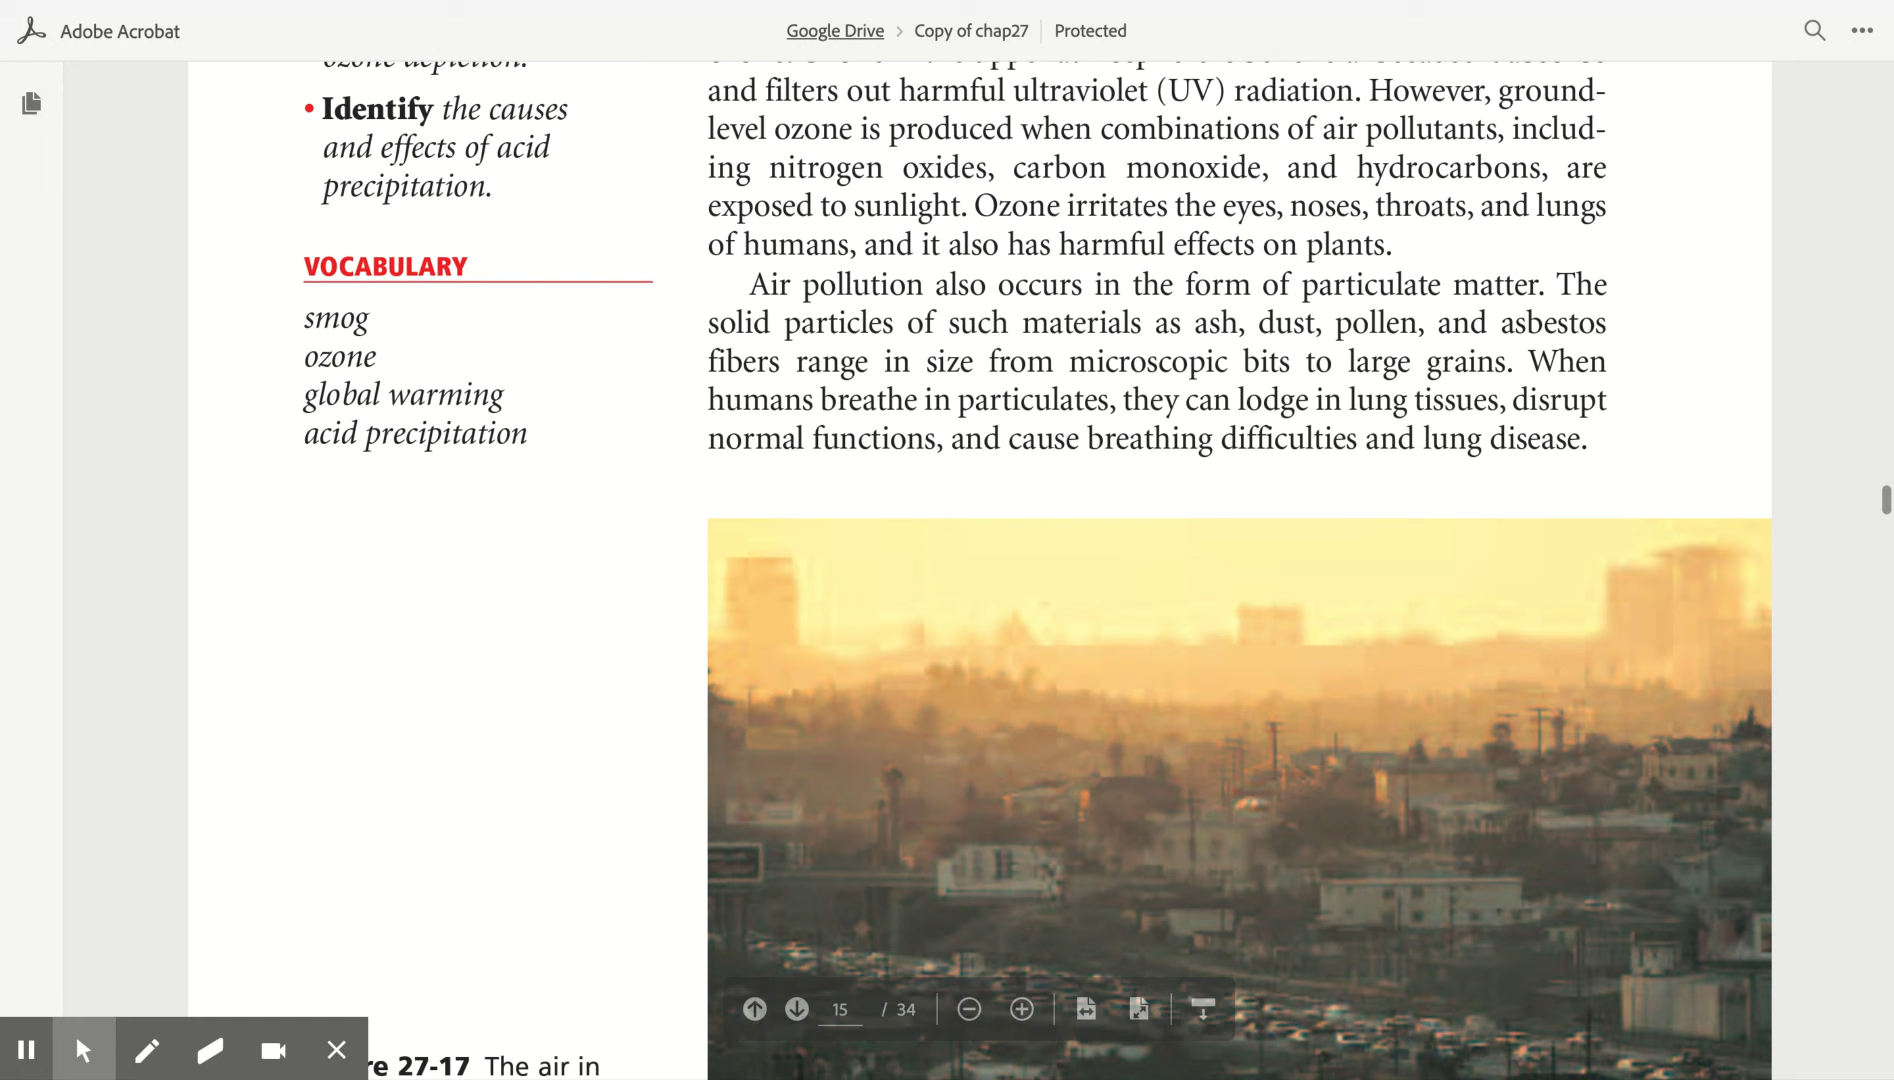 Adobe Acrobat
Google Drive > Copy of chap27 | Protected
ozone depletion.
• Identify the causes
and effects of acid
precipitation.
VOCABULARY
smog
ozone
global warming
acid precipitation
and filters out harmful ultraviolet (UV) radiation. However, ground-
level ozone is produced when combinations of air pollutants, includ-
ing nitrogen oxides, carbon monoxide, and hydrocarbons, are
exposed to sunlight. Ozone irritates the eyes, noses, throats, and lungs
of humans, and it also has harmful effects on plants.
Air pollution also occurs in the form of particulate matter. The
solid particles of such materials as ash, dust, pollen, and asbestos
fibers range in size from microscopic bits to large grains. When
humans breathe in particulates, they can lodge in lung tissues, disrupt
normal functions, and cause breathing difficulties and lung disease.
15 / 34
re 27-17 The air in